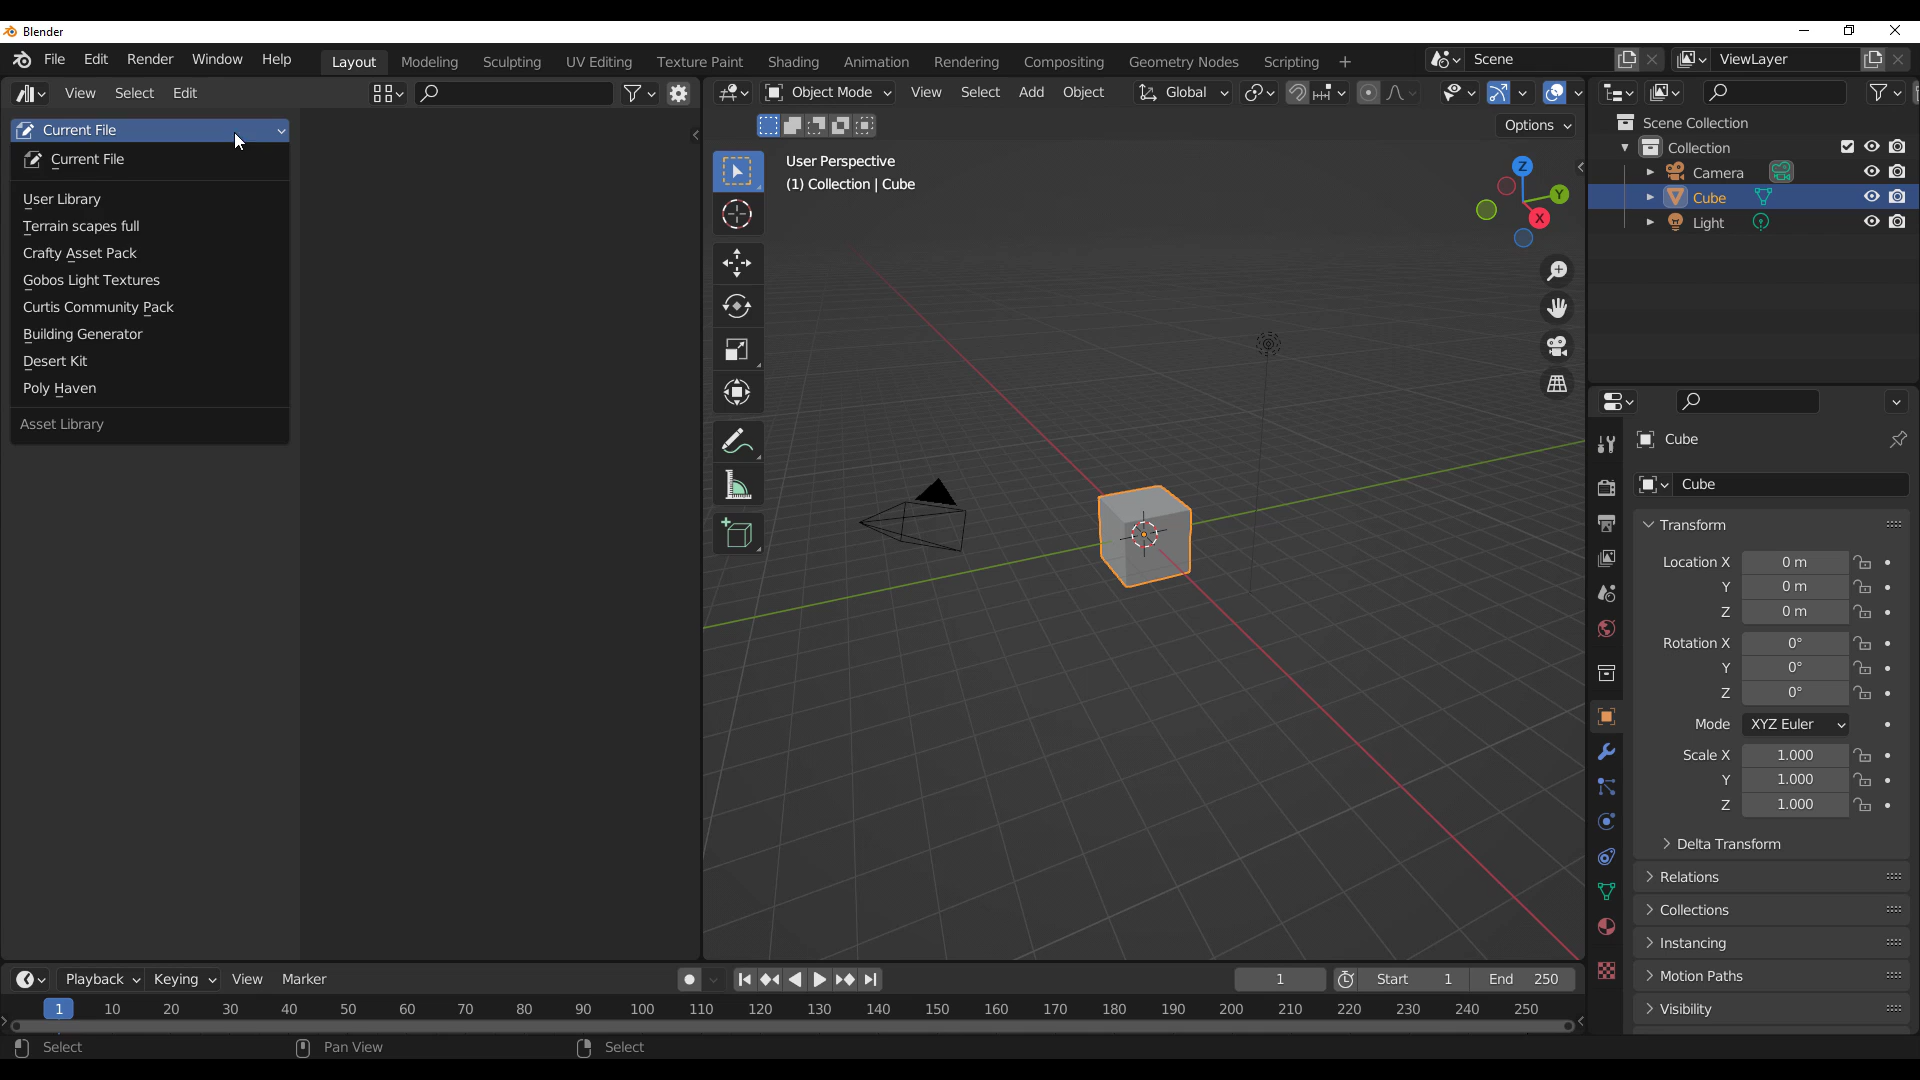 Blender
File Edit Render Window Help Layout Modeling Sculpting UV Editing Texture Paint Shading Animation Rendering Compositing Geometry Nodes Scripting + Scene ViewLayer
View Select Edit
Object Mode View Select Add Object Global
Options
Current File
Current File
User Library
Terrain scapes full
Crafty Asset Pack
Gobos Light Textures
Curtis Community Pack
Building Generator
Desert Kit
Poly Haven
Asset Library
User Perspective
(1) Collection | Cube
Z
Y
X
Scene Collection
Collection
Camera
Cube
Light
Cube
Cube
Transform
Location X 0 m
Y 0 m
Z 0 m
Rotation X 0°
Y 0°
Z 0°
Mode XYZ Euler
Scale X 1.000
Y 1.000
Z 1.000
Delta Transform
Relations
Collections
Instancing
Motion Paths
Visibility
Playback Keying View Marker 1 Start 1 End 250
1 10 20 30 40 50 60 70 80 90 100 110 120 130 140 150 160 170 180 190 200 210 220 230 240 250
Select Pan View Select